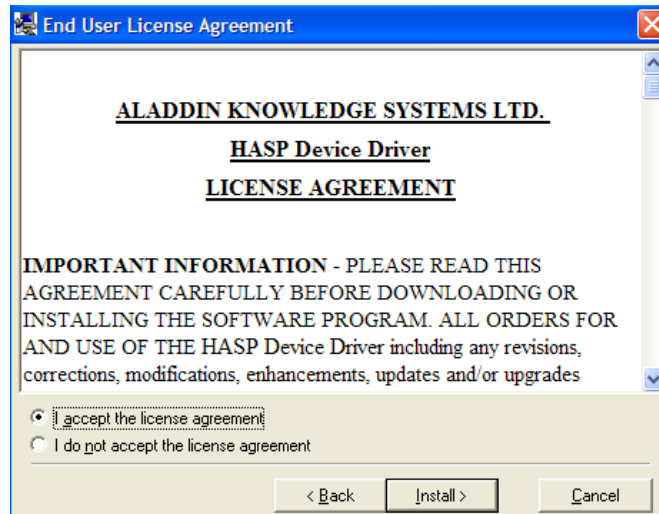 End User License Agreement
ALADDIN KNOWLEDGE SYSTEMS LTD.
HASP Device Driver
LICENSE AGREEMENT
IMPORTANT INFORMATION - PLEASE READ THIS
AGREEMENT CAREFULLY BEFORE DOWNLOADING OR
INSTALLING THE SOFTWARE PROGRAM. ALL ORDERS FOR
AND USE OF THE HASP Device Driver including any revisions,
corrections, modifications, enhancements, updates and/or upgrades
I accept the license agreement
I do not accept the license agreement
< Back Install > Cancel